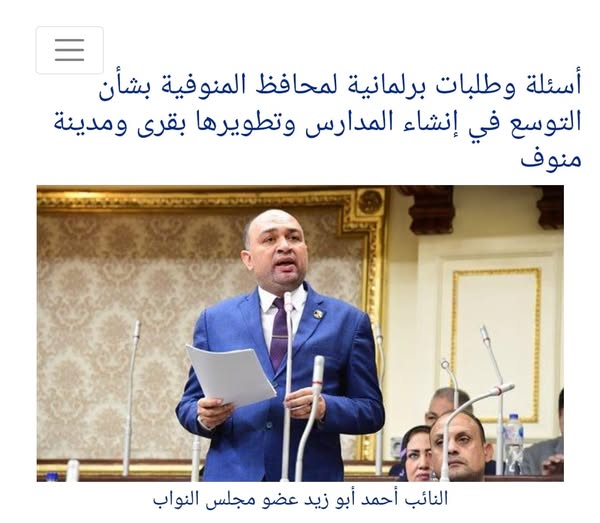 أسئلة وطلبات برلمانية لمحافظ المنوفية بشأن
التوسع في إنشاء المدارس وتطويرها بقرى ومدينة
منوف
النائب أحمد أبو زيد عضو مجلس النواب